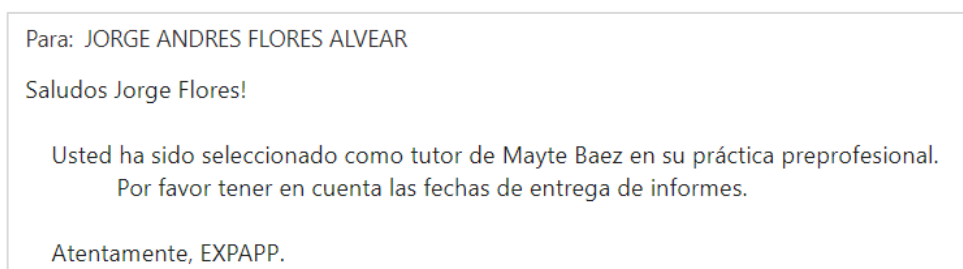 Para: JORGE ANDRES FLORES ALVEAR
Saludos Jorge Flores!
Usted ha sido seleccionado como tutor de Mayte Baez en su práctica preprofesional.
Por favor tener en cuenta las fechas de entrega de informes.
Atentamente, EXPAPP.